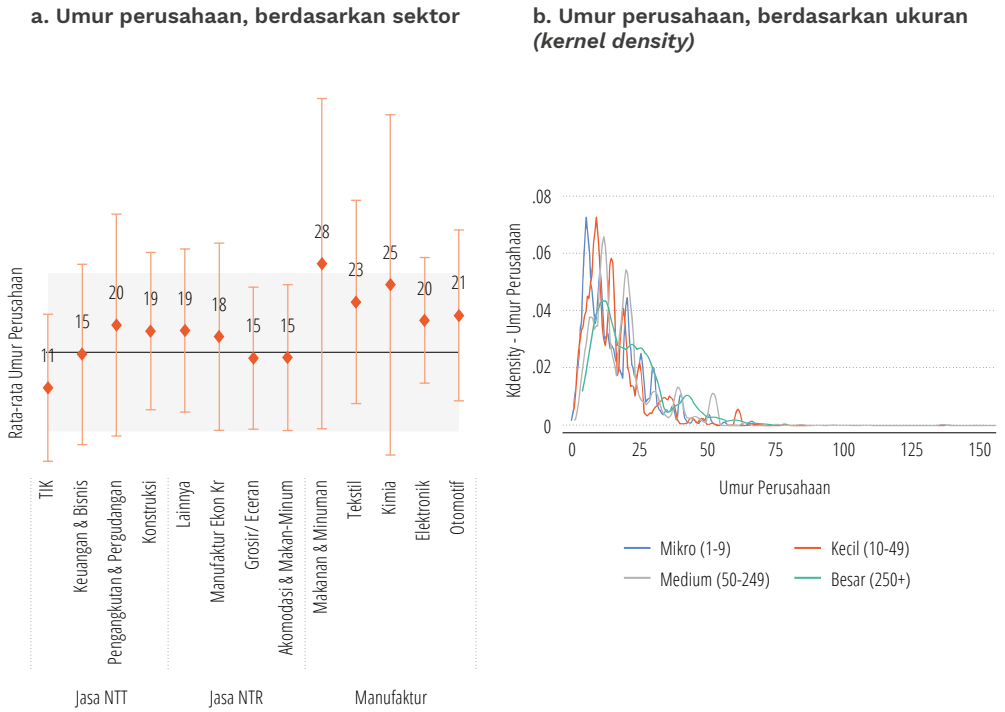 a. Umur perusahaan, berdasarkan sektor
Rata-rata Umur Perusahaan
11
15
20
19
19
18
15
15
28
23
25
20
21
TIK
Keuangan & Bisnis
Pengangkutan & Pergudangan
Konstruksi
Lainnya
Manufaktur Ekon Kr
Grosir/ Eceran
Akomodasi & Makan-Minum
Makanan & Minuman
Tekstil
Kimia
Elektronik
Otomotif
Jasa NTT
Jasa NTR
Manufaktur
b. Umur perusahaan, berdasarkan ukuran
(kernel density)
Kdensity - Umur Perusahaan
.08
.06
.04
.02
0
0 25 50 75 100 125 150
Umur Perusahaan
Mikro (1-9)
Kecil (10-49)
Medium (50-249)
Besar (250+)